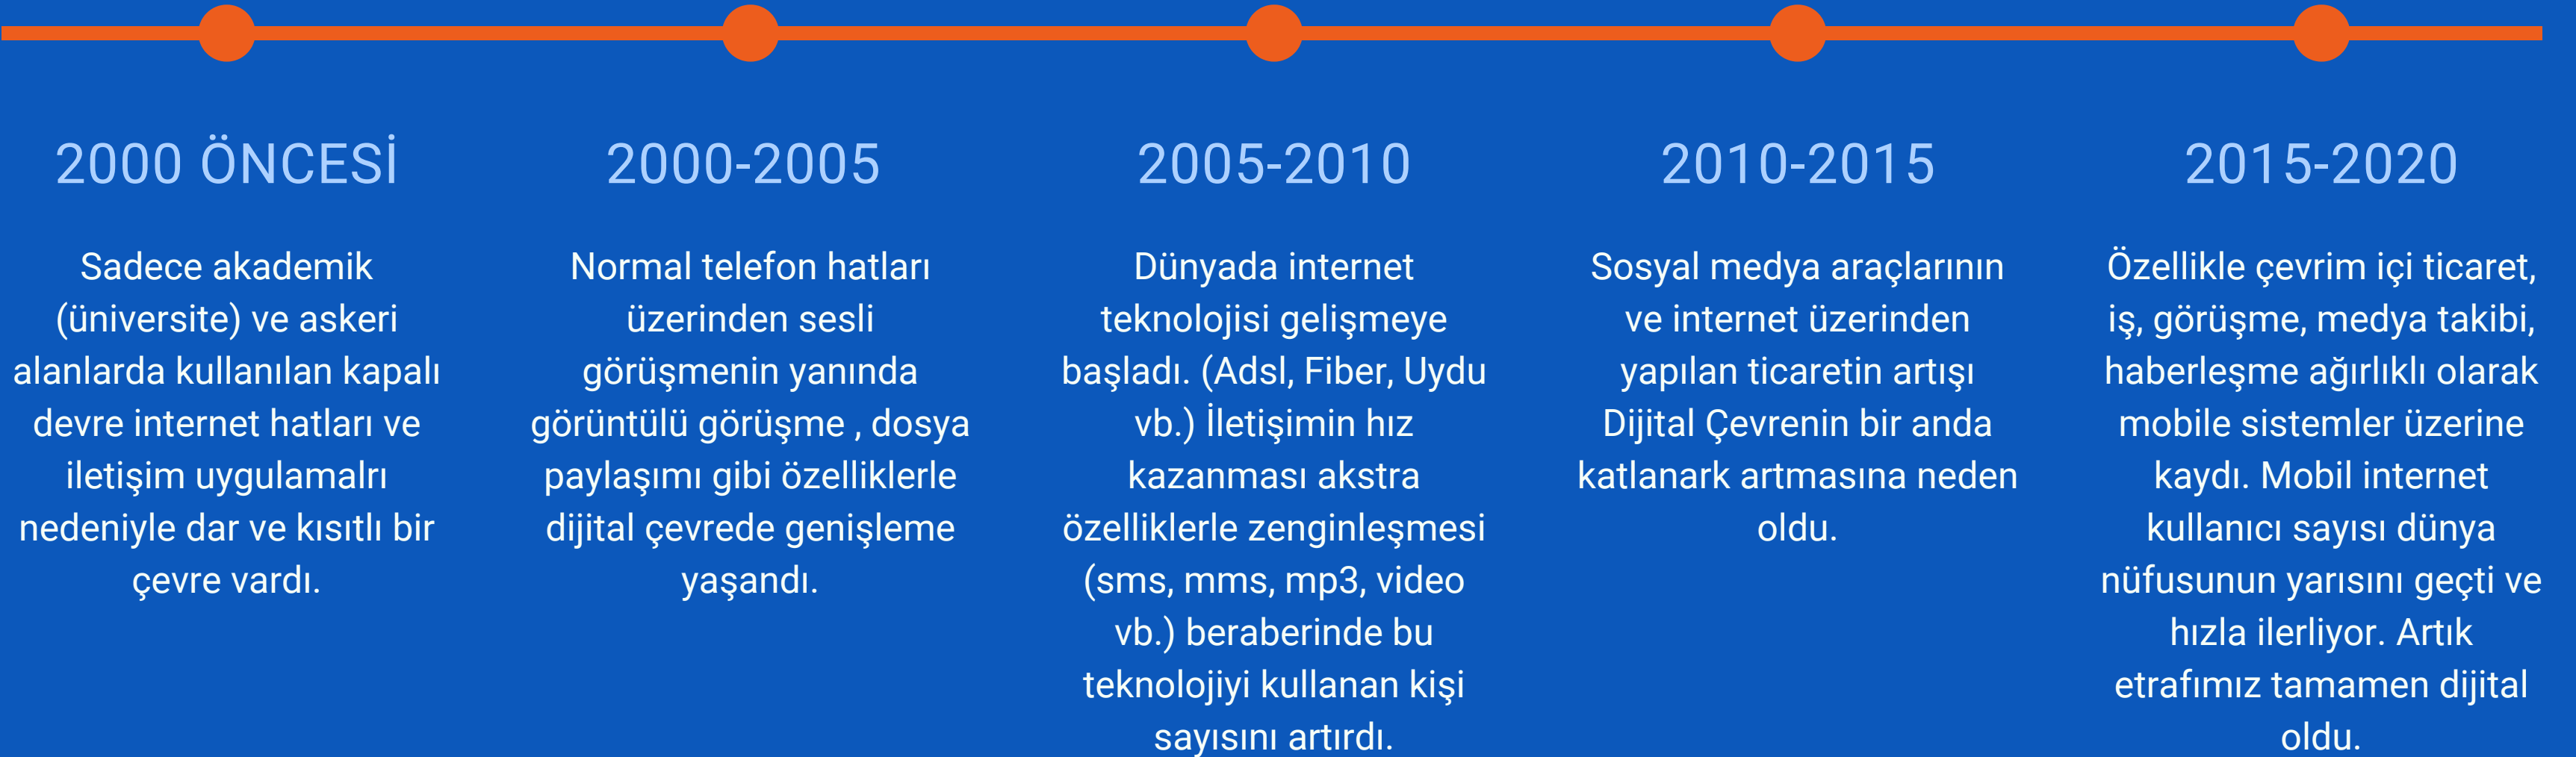 2000 ÖNCESİ
Sadece akademik
(üniversite) ve askeri
alanlarda kullanılan kapalı
devre internet hatları ve
iletişim uygulamalrı
nedeniyle dar ve kısıtlı bir
çevre vardı.
2000-2005
Normal telefon hatları
üzerinden sesli
görüşmenin yanında
görüntülü görüşme , dosya
paylaşımı gibi özelliklerle
dijital çevrede genişleme
yaşandı.
2005-2010
Dünyada internet
teknolojisi gelişmeye
başladı. (Adsl, Fiber, Uydu
vb.) İletişimin hız
kazanması akstra
özelliklerle zenginleşmesi
(sms, mms, mp3, video
vb.) beraberinde bu
teknolojiyi kullanan kişi
sayısını artırdı.
2010-2015
Sosyal medya araçlarının
ve internet üzerinden
yapılan ticaretin artışı
Dijital Çevrenin bir anda
katlanark artmasına neden
oldu.
2015-2020
Özellikle çevrim içi ticaret,
iş, görüşme, medya takibi,
haberleşme ağırlıklı olarak
mobile sistemler üzerine
kaydı. Mobil internet
kullanıcı sayısı dünya
nüfusunun yarısını geçti ve
hızla ilerliyor. Artık
etrafımız tamamen dijital
oldu.